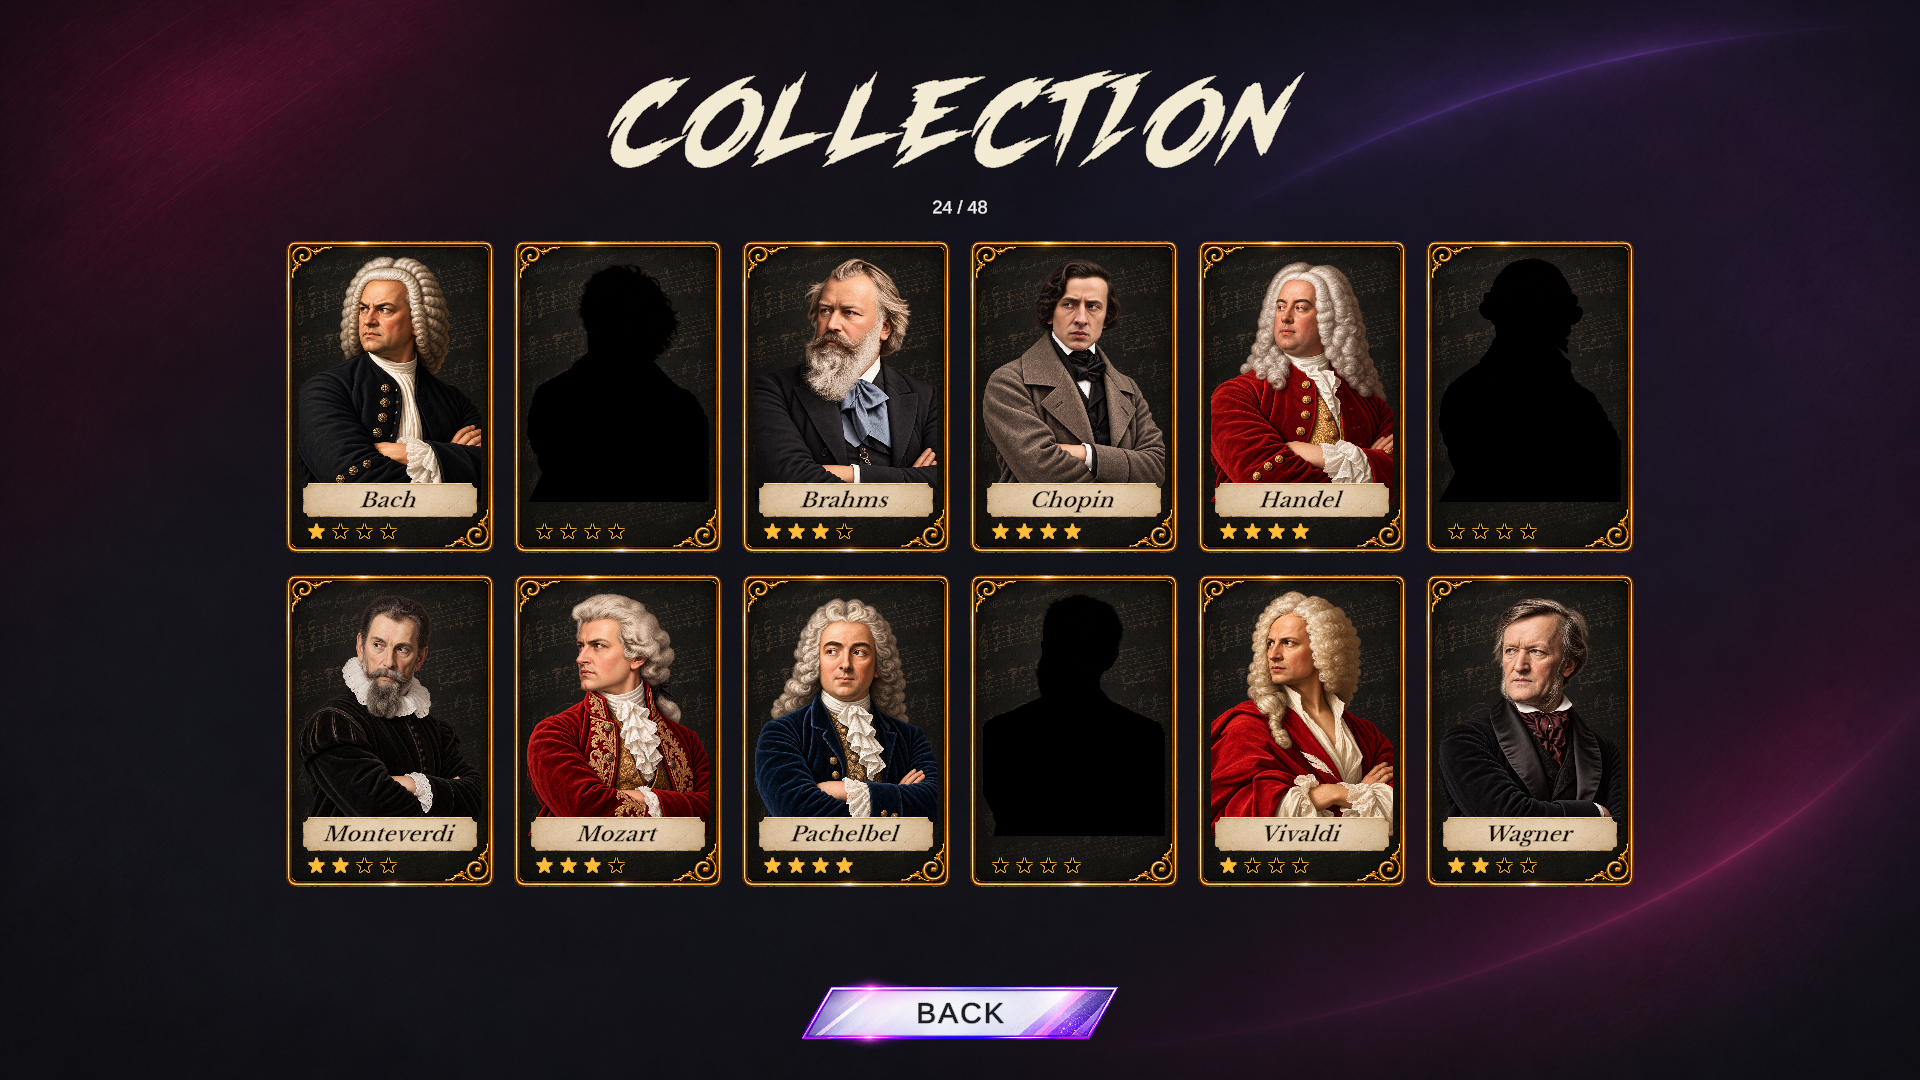 COLLECTION
24 / 48
Bach
Brahms
Chopin
Handel
Monteverdi
Mozart
Pachelbel
Vivaldi
Wagner
BACK